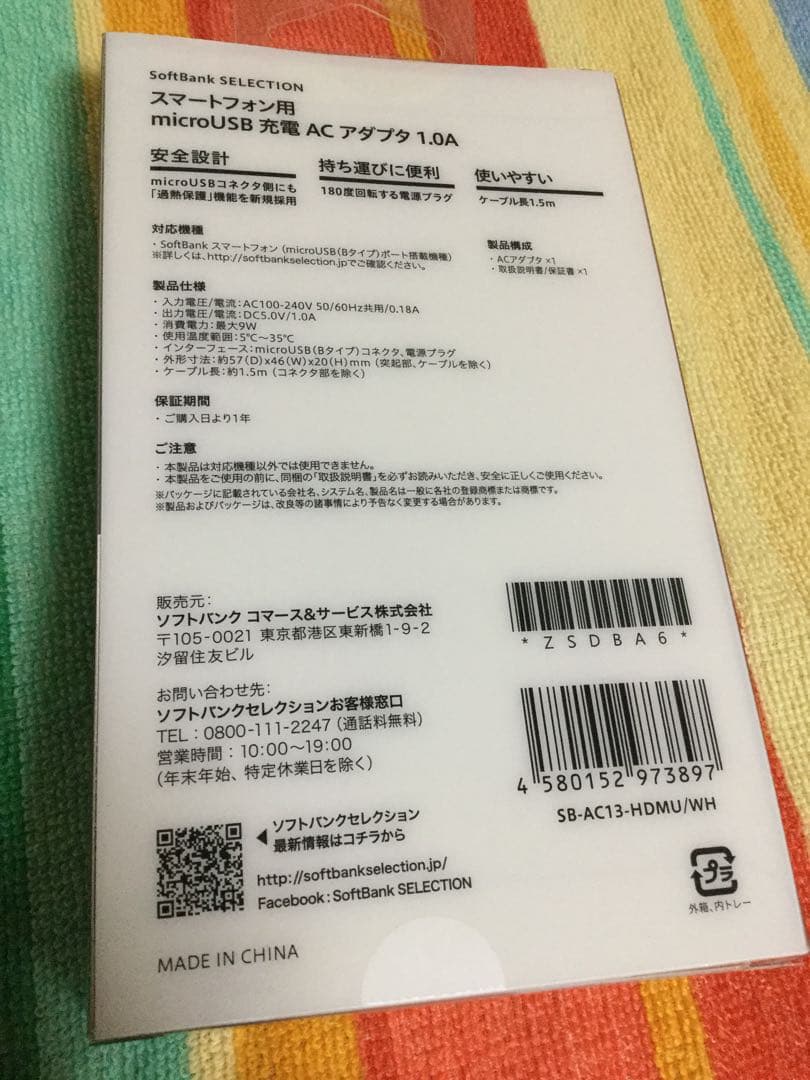 SoftBank SELECTION
スマートフォン用
microUSB 充電 AC アダプタ 1.0A
安全設計
microUSBコネクタ側にも
「過熱保護」機能を新規採用
持ち運びに便利
180度回転する電源プラグ
使いやすい
ケーブル長1.5m
対応機種
・SoftBank スマートフォン (microUSB(Bタイプ)ポート搭載機種)
※詳しくは、http://softbankselection.jpでご確認ください。
製品構成
・ACアダプタ ×1
・取扱説明書/保証書 ×1
製品仕様
・入力電圧/電流:AC100-240V 50/60Hz共用/0.18A
・出力電圧/電流:DC5.0V/1.0A
・消費電力:最大9W
・使用温度範囲:5℃～35℃
・インターフェース:microUSB(Bタイプ)コネクタ、電源プラグ
・外形寸法:約57(D)x46(W)x20(H)mm (突起部、ケーブルを除く)
・ケーブル長:約1.5m (コネクタ部を除く)
保証期間
・ご購入日より1年
ご注意
・本製品は対応機種以外では使用できません。
・本製品をご使用の前に、同梱の「取扱説明書」を必ずお読みいただき、安全に正しくご使用ください。
※パッケージに記載されている会社名、システム名、製品名は一般に各社の登録商標または商標です。
※製品およびパッケージは、改良等の諸事情により予告なく変更する場合があります。
販売元:
ソフトバンク コマース&サービス株式会社
〒105-0021 東京都港区東新橋1-9-2
汐留住友ビル
*ZSDBA6*
お問い合わせ先:
ソフトバンクセレクションお客様窓口
TEL:0800-111-2247 (通話料無料)
営業時間:10:00～19:00
(年末年始、特定休業日を除く)
4 580152 973897
SB-AC13-HDMU/WH
◀ ソフトバンクセレクション
最新情報はコチラから
http://softbankselection.jp/
Facebook:SoftBank SELECTION
プラ
外箱、内トレー
MADE IN CHINA